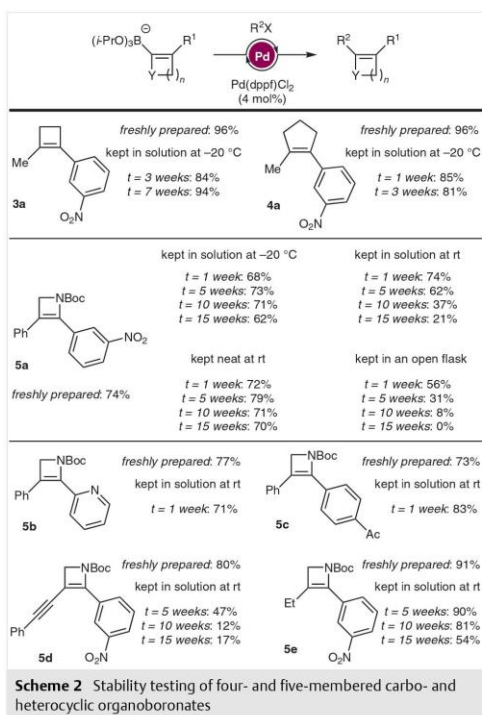 (i-PrO)₃B⊖ R¹
Y ( )n
R²X
Pd
Pd(dppf)Cl₂
(4 mol%)
R² R¹
Y ( )n
Me
NO₂
3a
freshly prepared: 96%
kept in solution at –20 °C
t = 3 weeks: 84%
t = 7 weeks: 94%
Me
O₂N
4a
freshly prepared: 96%
kept in solution at –20 °C
t = 1 week: 85%
t = 3 weeks: 81%
NBoc
Ph
NO₂
5a
freshly prepared: 74%
kept in solution at –20 °C
t = 1 week: 68%
t = 5 weeks: 73%
t = 10 weeks: 71%
t = 15 weeks: 62%
kept in solution at rt
t = 1 week: 74%
t = 5 weeks: 62%
t = 10 weeks: 37%
t = 15 weeks: 21%
kept neat at rt
t = 1 week: 72%
t = 5 weeks: 79%
t = 10 weeks: 71%
t = 15 weeks: 70%
kept in an open flask
t = 1 week: 56%
t = 5 weeks: 31%
t = 10 weeks: 8%
t = 15 weeks: 0%
NBoc
Ph
N
5b
freshly prepared: 77%
kept in solution at rt
t = 1 week: 71%
NBoc
Ph
Ac
5c
freshly prepared: 73%
kept in solution at rt
t = 1 week: 83%
NBoc
Ph
O₂N
5d
freshly prepared: 80%
kept in solution at rt
t = 5 weeks: 47%
t = 10 weeks: 12%
t = 15 weeks: 17%
NBoc
Et
O₂N
5e
freshly prepared: 91%
kept in solution at rt
t = 5 weeks: 90%
t = 10 weeks: 81%
t = 15 weeks: 54%
Scheme 2 Stability testing of four- and five-membered carbo- and
heterocyclic organoboronates